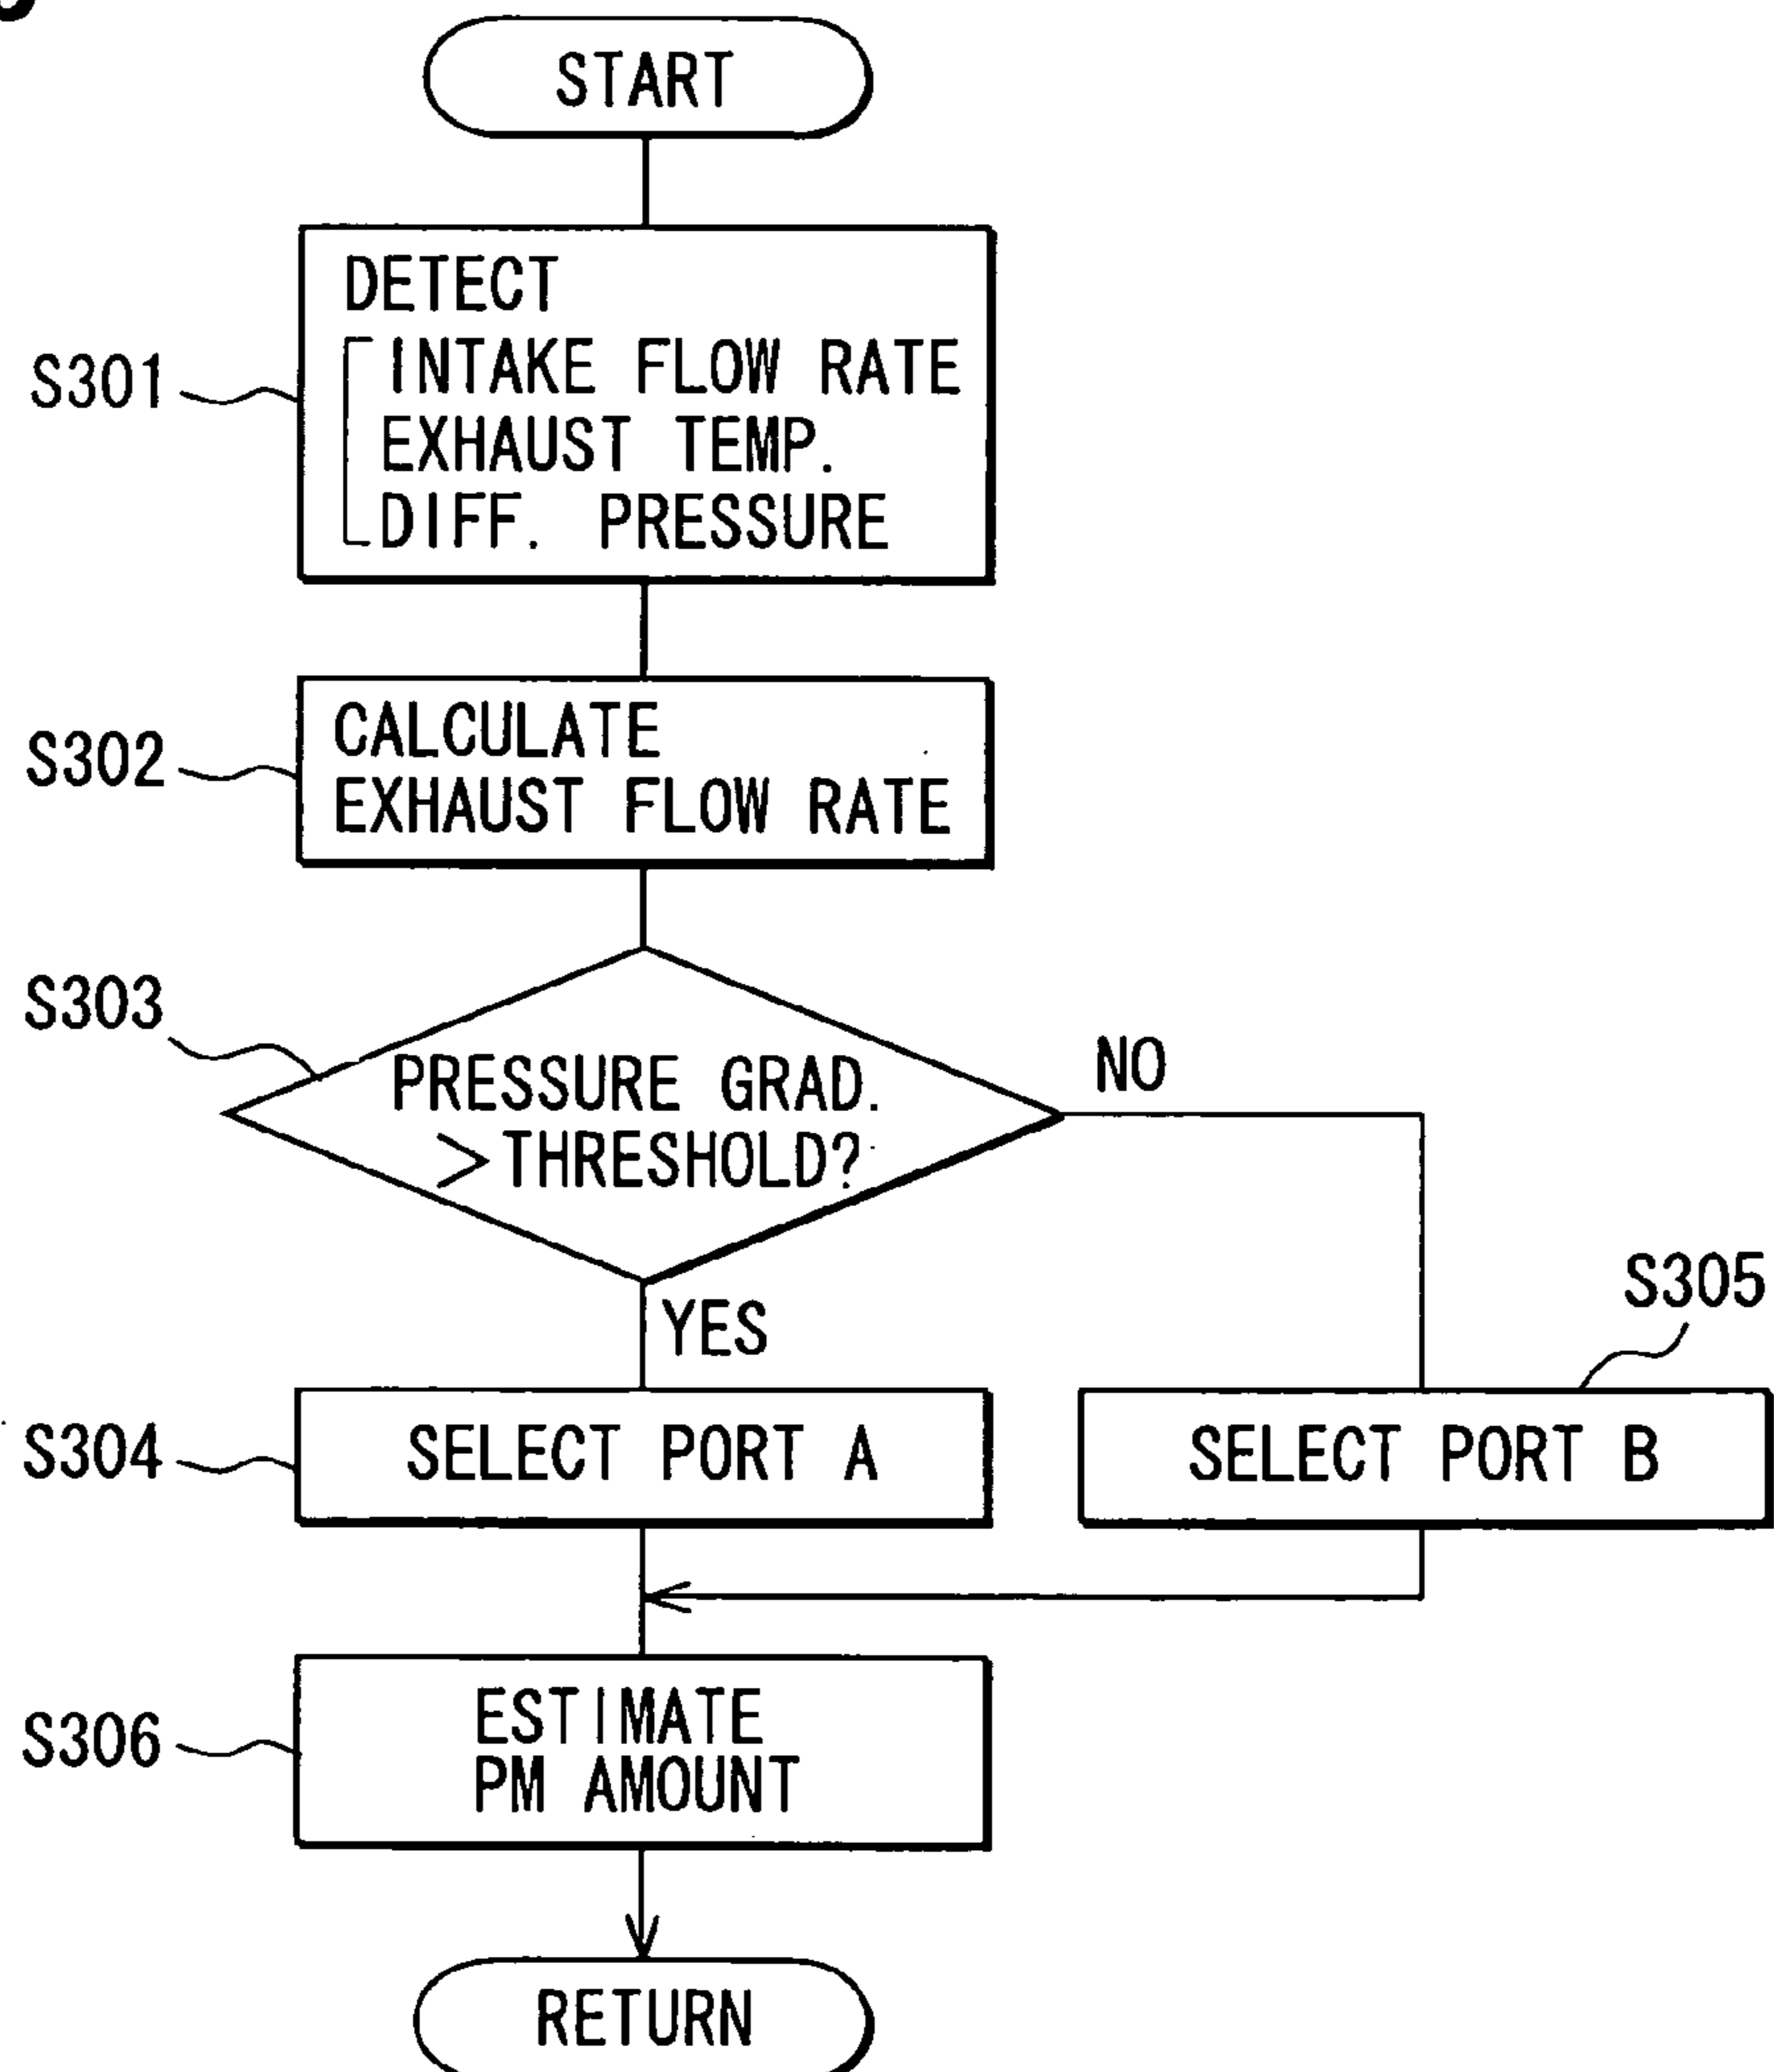 START
DETECT
INTAKE FLOW RATE
EXHAUST TEMP.
DIFF. PRESSURE
S301
CALCULATE
EXHAUST FLOW RATE
S302
S303
PRESSURE GRAD.
>THRESHOLD?
NO
YES
S305
S304
SELECT PORT A
SELECT PORT B
S306
ESTIMATE
PM AMOUNT
RETURN